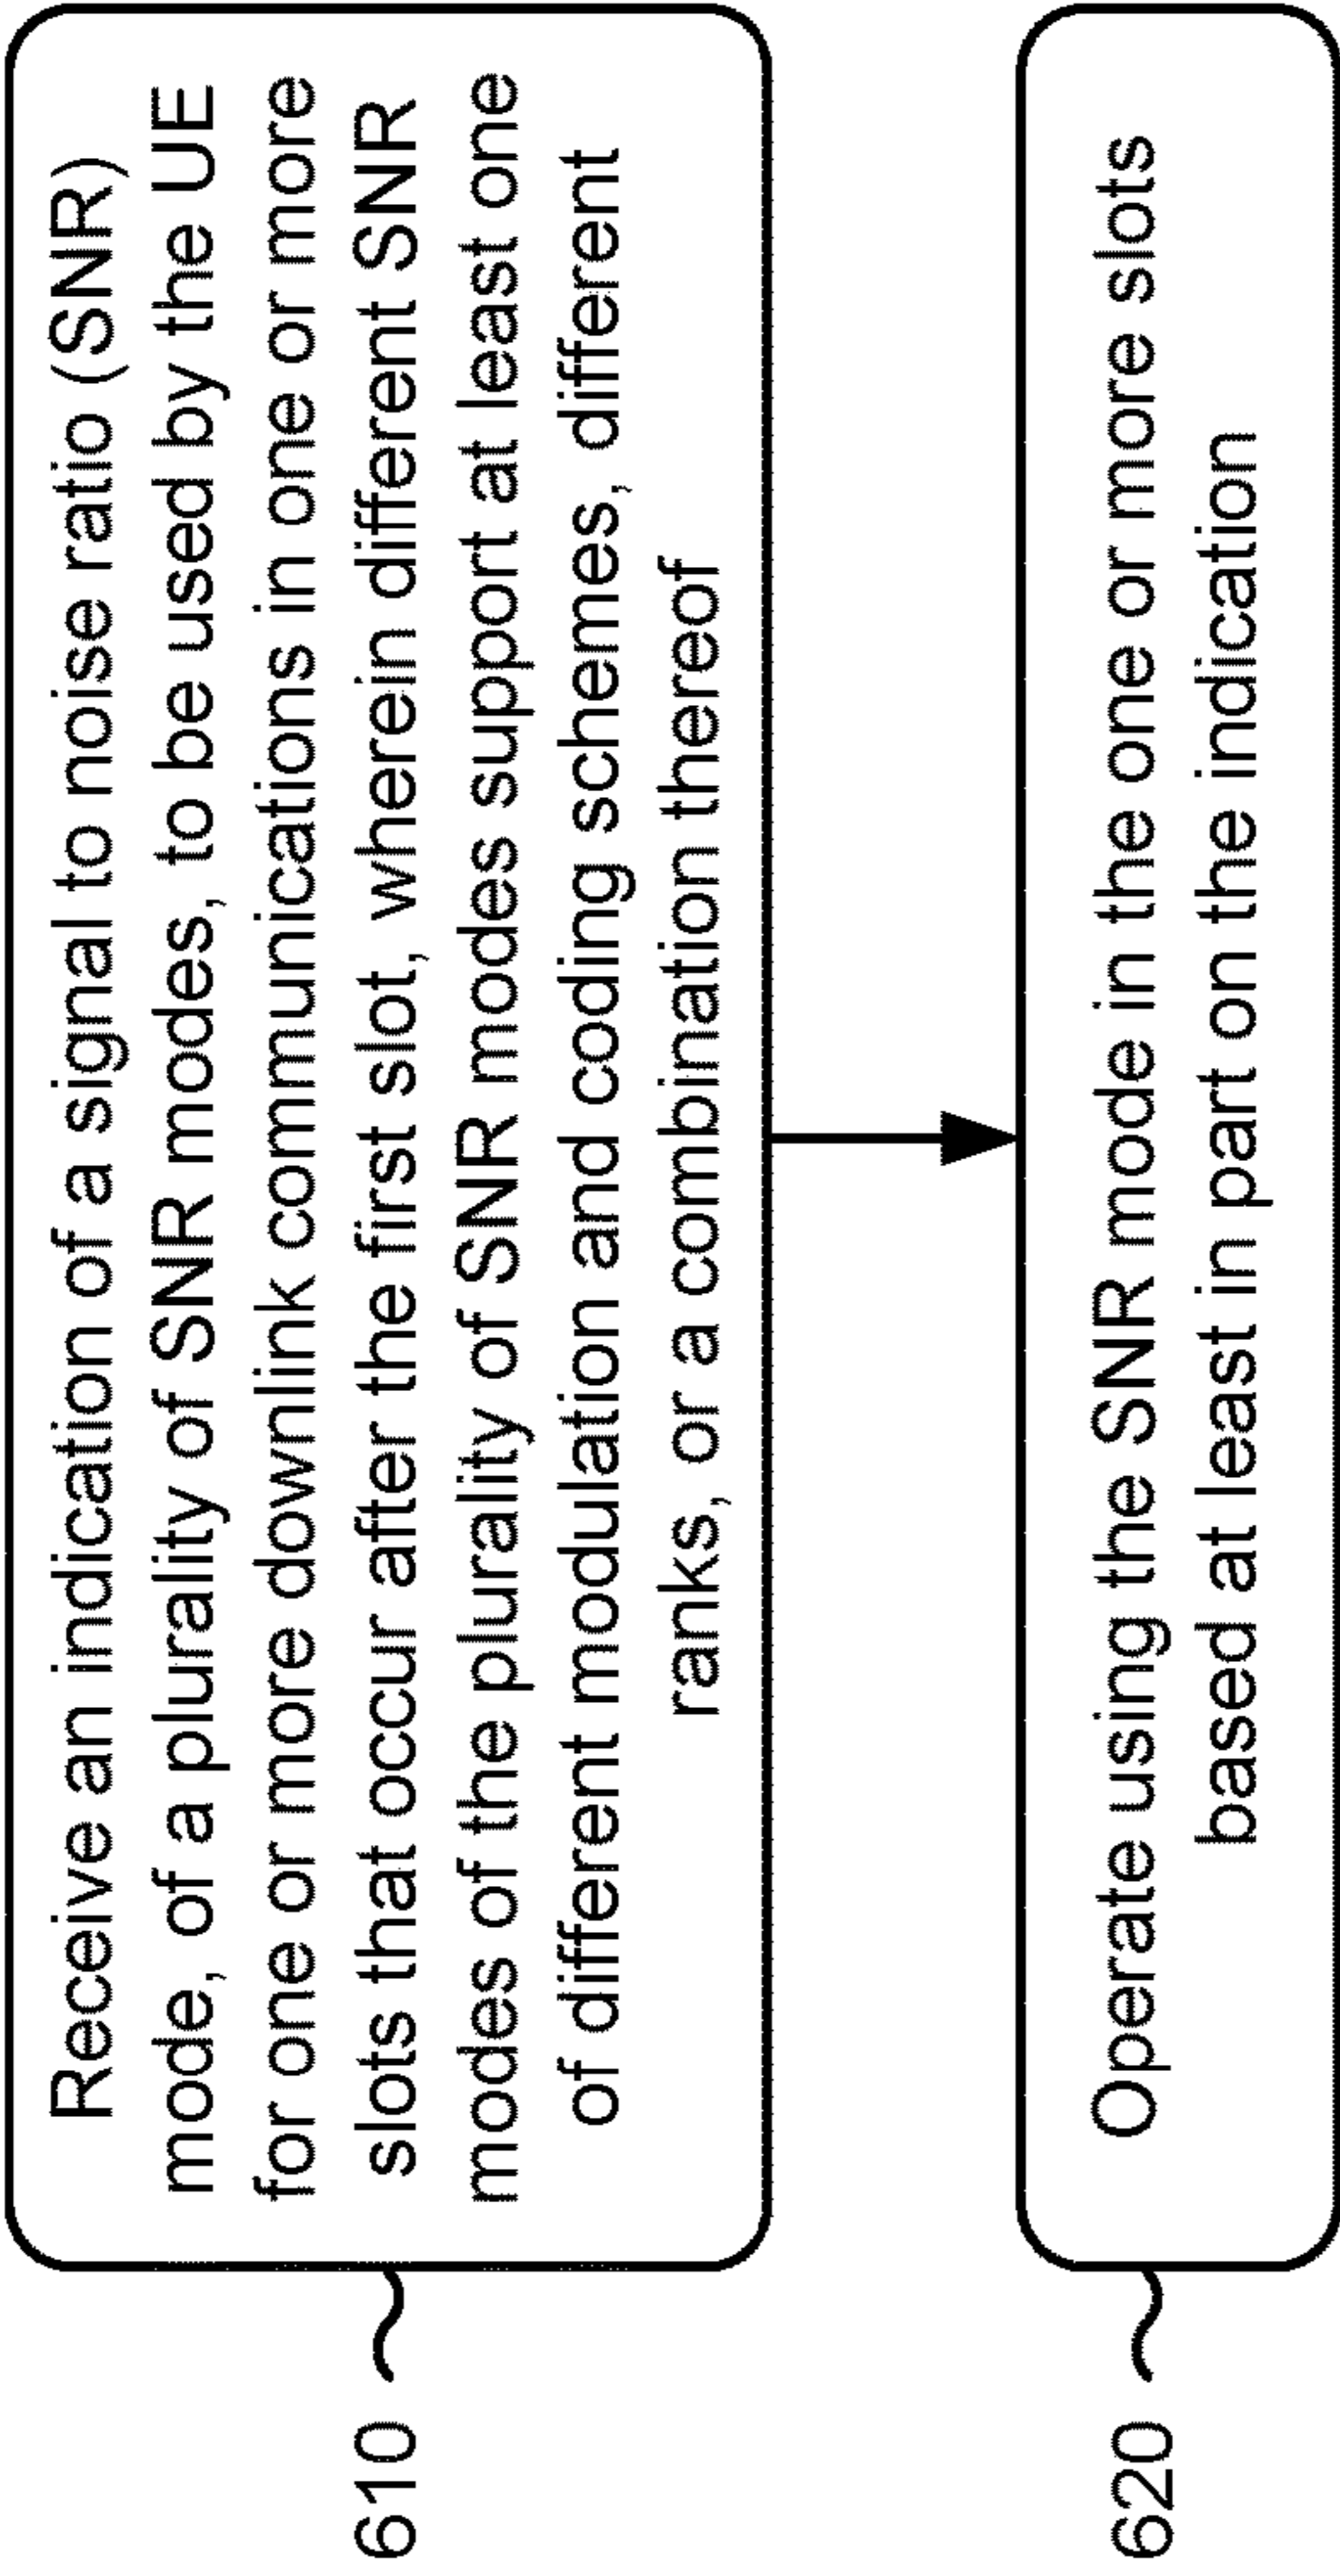 Receive an indication of a signal to noise ratio (SNR)
mode, of a plurality of SNR modes, to be used by the UE
for one or more downlink communications in one or more
slots that occur after the first slot, wherein different SNR
modes of the plurality of SNR modes support at least one
of different modulation and coding schemes, different
ranks, or a combination thereof
610
Operate using the SNR mode in the one or more slots
based at least in part on the indication
620